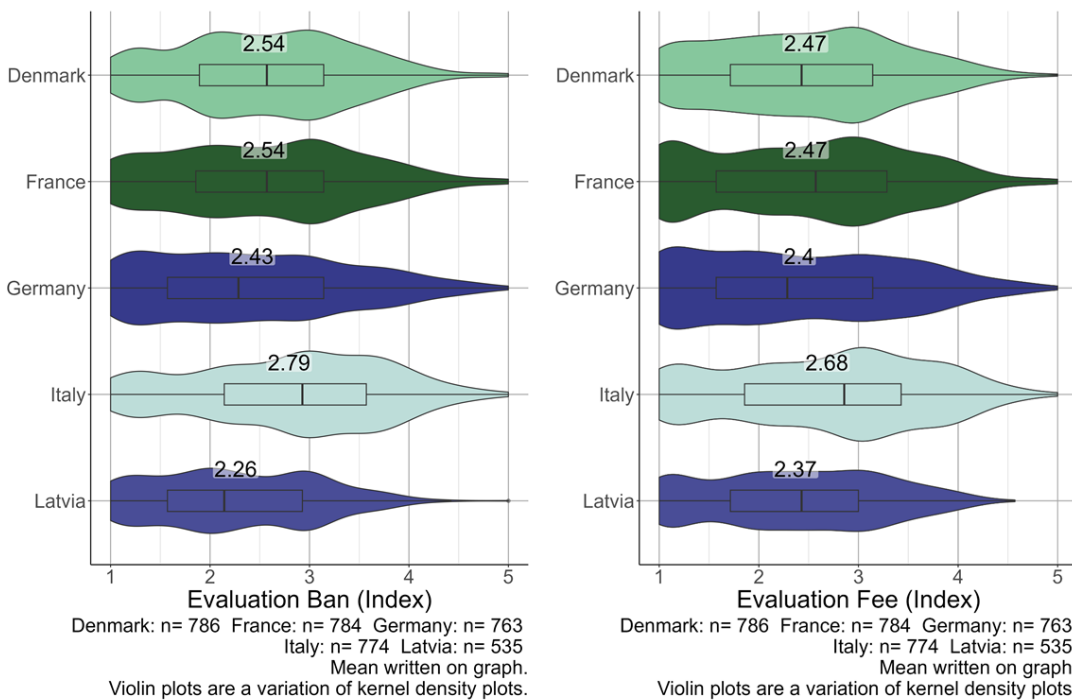 2.54
Denmark
2.54
France
2.43
Germany
2.79
Italy
2.26
Latvia
1 2 3 4 5
Evaluation Ban (Index)
Denmark: n= 786 France: n= 784 Germany: n= 763
Italy: n= 774 Latvia: n= 535
Mean written on graph.
Violin plots are a variation of kernel density plots.
2.47
Denmark
2.47
France
2.4
Germany
2.68
Italy
2.37
Latvia
1 2 3 4 5
Evaluation Fee (Index)
Denmark: n= 786 France: n= 784 Germany: n= 763
Italy: n= 774 Latvia: n= 535
Mean written on graph
Violin plots are a variation of kernel density plots